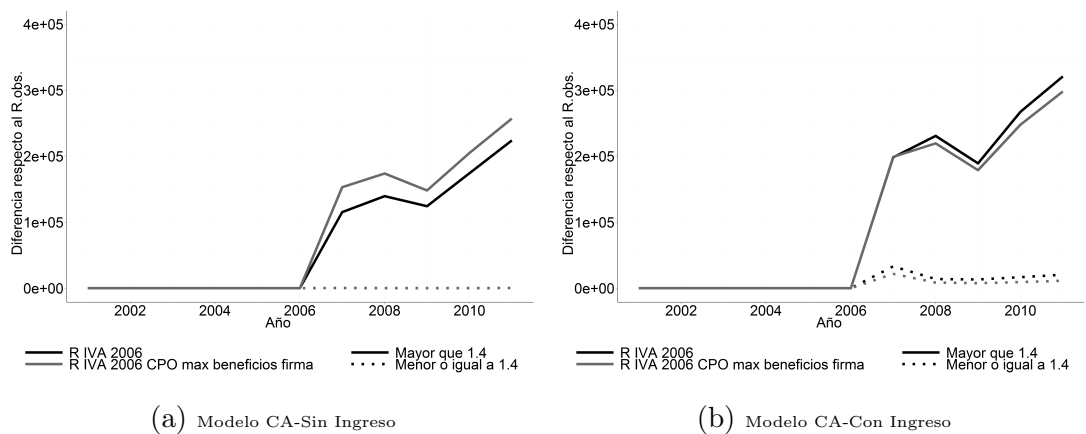 4e+05
3e+05
2e+05
1e+05
0e+00
Diferencia respecto al R.obs.
2002 2004 2006 2008 2010
Año
R IVA 2006
R IVA 2006 CPO max beneficios firma
Mayor que 1.4
Menor o igual a 1.4
(a) Modelo CA-Sin Ingreso
4e+05
3e+05
2e+05
1e+05
0e+00
Diferencia respecto al R.obs.
2002 2004 2006 2008 2010
Año
R IVA 2006
R IVA 2006 CPO max beneficios firma
Mayor que 1.4
Menor o igual a 1.4
(b) Modelo CA-Con Ingreso